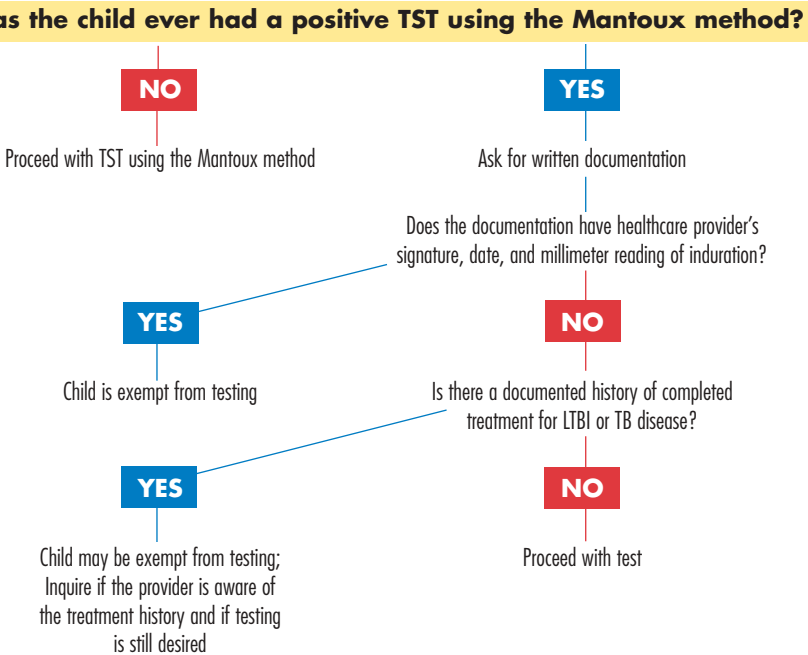 as the child ever had a positive TST using the Mantoux method?
NO
YES
Proceed with TST using the Mantoux method
Ask for written documentation
Does the documentation have healthcare provider's
signature, date, and millimeter reading of induration?
YES
NO
Child is exempt from testing
Is there a documented history of completed
treatment for LTBI or TB disease?
YES
NO
Child may be exempt from testing;
Inquire if the provider is aware of
the treatment history and if testing
is still desired
Proceed with test